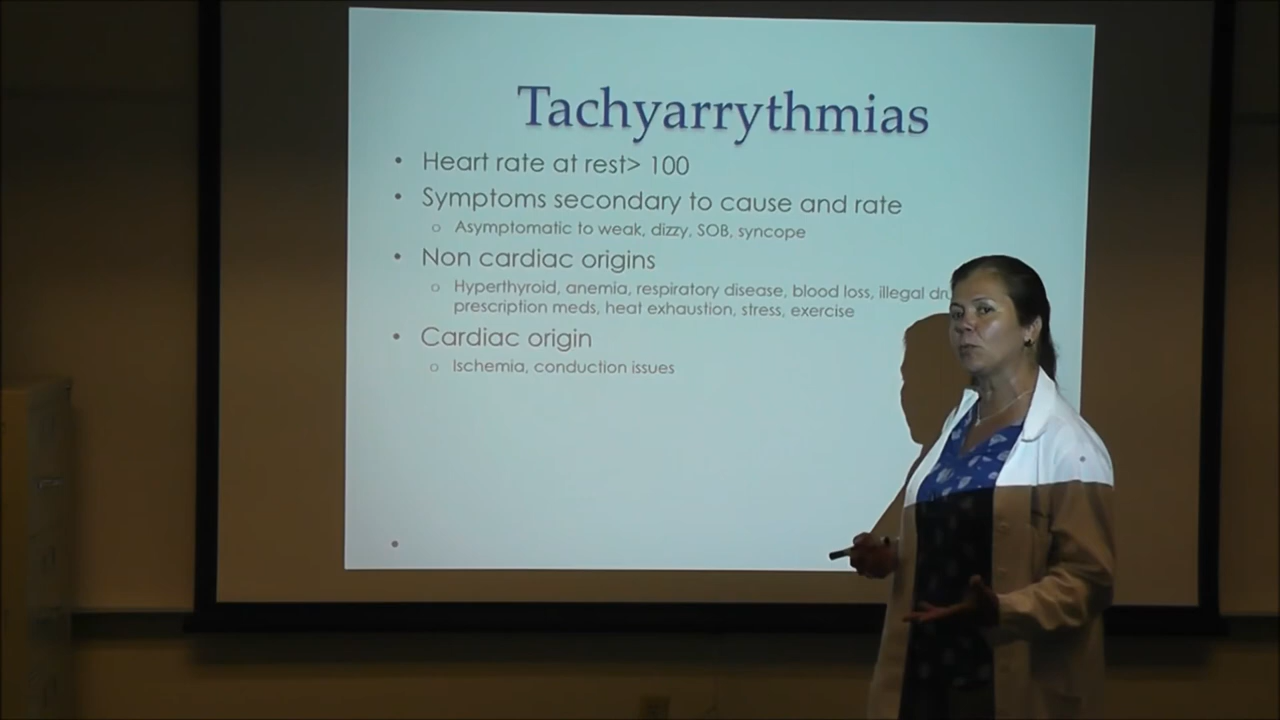 Tachyarrythmias
• Heart rate at rest> 100
• Symptoms secondary to cause and rate
o Asymptomatic to weak, dizzy, SOB, syncope
• Non cardiac origins
o Hyperthyroid, anemia, respiratory disease, blood loss, illegal
prescription meds, heat exhaustion, stress, exercise
• Cardiac origin
o Ischemia, conduction issues
•